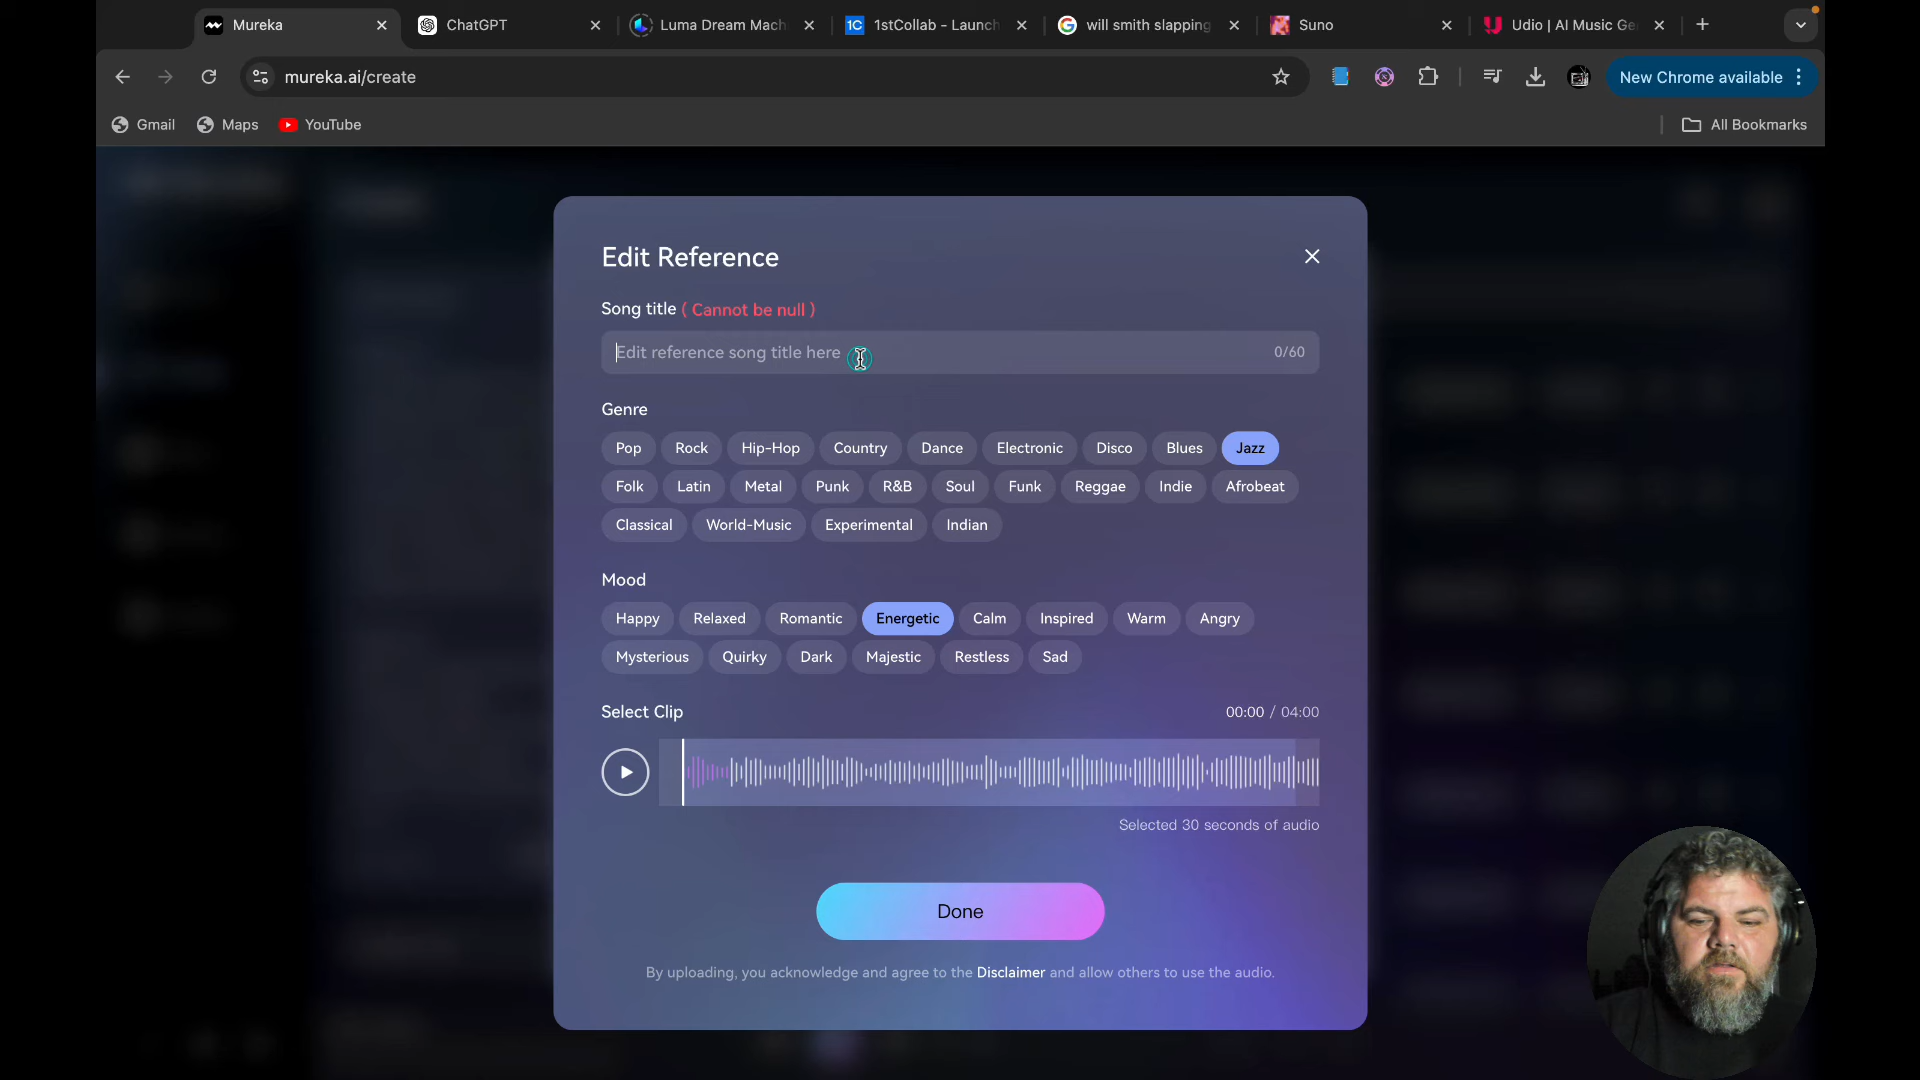 Mureka
ChatGPT
Luma Dream Mach
1stCollab - Launch
will smith slapping
Suno
Udio | AI Music Ge
mureka.ai/create
New Chrome available
Gmail
Maps
YouTube
All Bookmarks
Edit Reference
Song title ( Cannot be null )
Edit reference song title here 0/60
Genre
Pop Rock Hip-Hop Country Dance Electronic Disco Blues Jazz
Folk Latin Metal Punk R&B Soul Funk Reggae Indie Afrobeat
Classical World-Music Experimental Indian
Mood
Happy Relaxed Romantic Energetic Calm Inspired Warm Angry
Mysterious Quirky Dark Majestic Restless Sad
Select Clip 00:00 / 04:00
Selected 30 seconds of audio
Done
By uploading, you acknowledge and agree to the Disclaimer and allow others to use the audio.